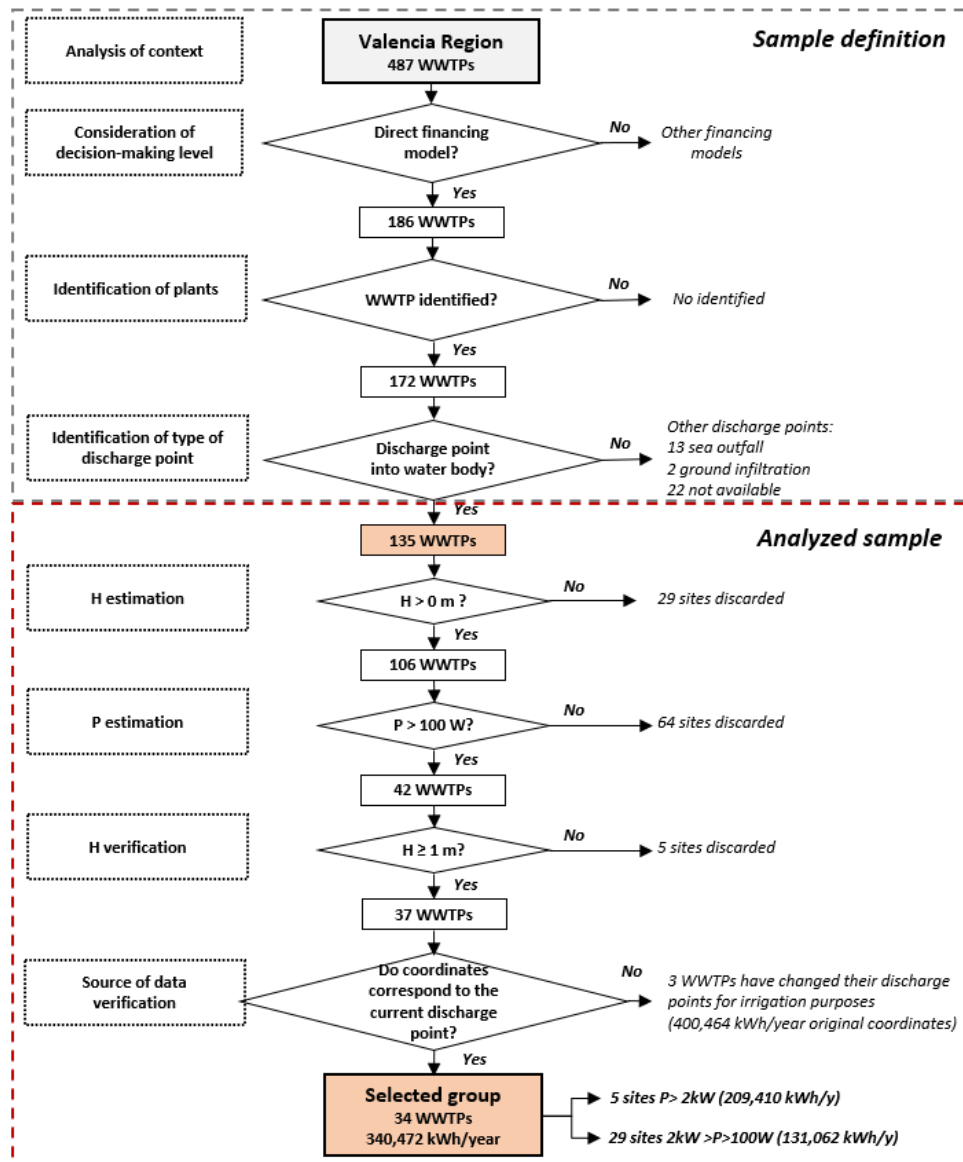 Sample definition
Analysis of context
Valencia Region
487 WWTPs
Consideration of
decision-making level
Direct financing
model?
No
Other financing
models
Yes
186 WWTPs
Identification of plants
WWTP identified?
No
No identified
Yes
172 WWTPs
Identification of type of
discharge point
Discharge point
into water body?
No
Other discharge points:
13 sea outfall
2 ground infiltration
22 not available
Yes
Analyzed sample
135 WWTPs
H estimation
H > 0 m ?
No
29 sites discarded
Yes
106 WWTPs
P estimation
P > 100 W?
No
64 sites discarded
Yes
42 WWTPs
H verification
H ≥ 1 m?
No
5 sites discarded
Yes
37 WWTPs
Source of data
verification
Do coordinates
correspond to the
current discharge
point?
No
3 WWTPs have changed their discharge
points for irrigation purposes
(400,464 kWh/year original coordinates)
Yes
Selected group
34 WWTPs
340,472 kWh/year
5 sites P> 2kW (209,410 kWh/y)
29 sites 2kW >P>100W (131,062 kWh/y)